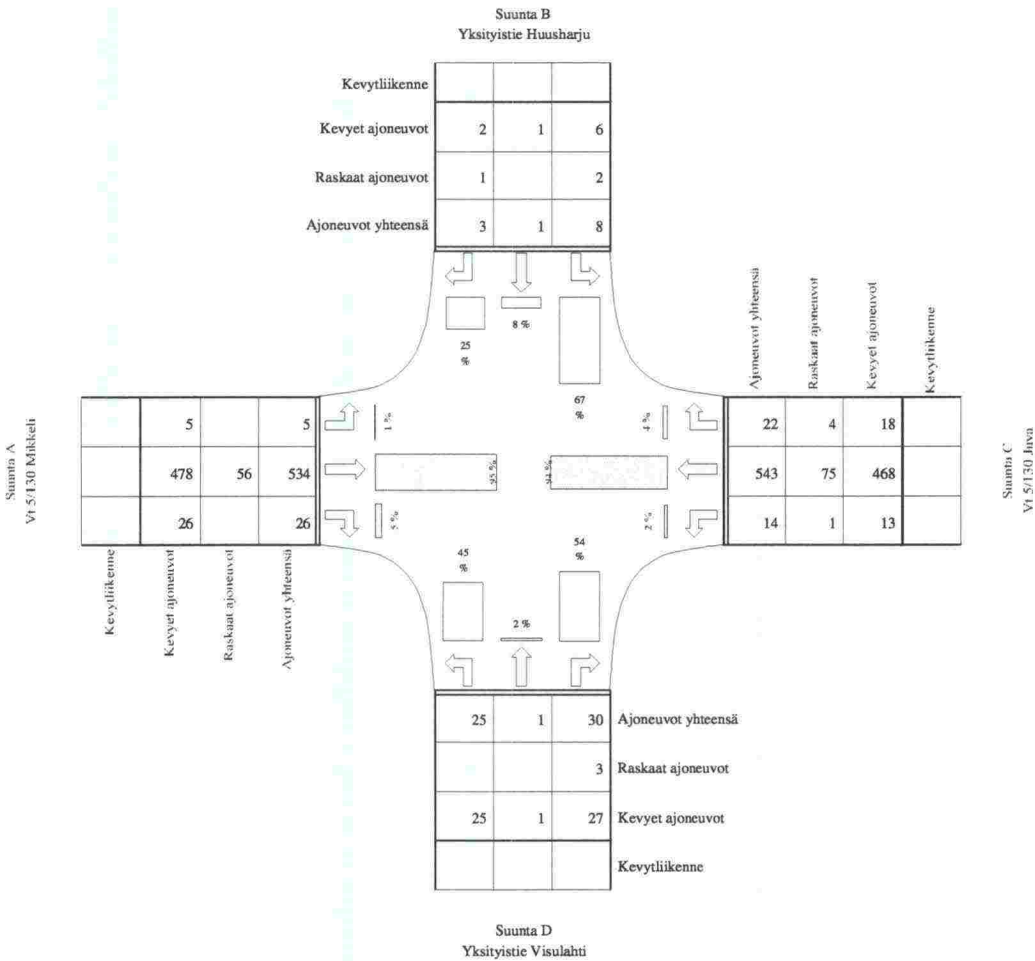 Suunta B
Yksityistie Huusharju
Kevytliikenne
Kevyet ajoneuvot 2 1 6
Raskaat ajoneuvot 1 2
Ajoneuvot yhteensä 3 1 8
25 %
8 %
67 %
Suunta A
Vt 5/130 Mikkeli
5 5
478 56 534
26 26
Kevytliikenne
Kevyet ajoneuvot
Raskaat ajoneuvot
Ajoneuvot yhteensä
1 %
95 %
5 %
Ajoneuvot yhteensä
Raskaat ajoneuvot
Kevyet ajoneuvot
Kevytliikenne
22 4 18
543 75 468
14 1 13
4 %
94 %
2 %
Suunta C
Vt 5/130 Juva
45 %
2 %
54 %
25 1 30 Ajoneuvot yhteensä
3 Raskaat ajoneuvot
25 1 27 Kevyet ajoneuvot
Kevytliikenne
Suunta D
Yksityistie Visulahti